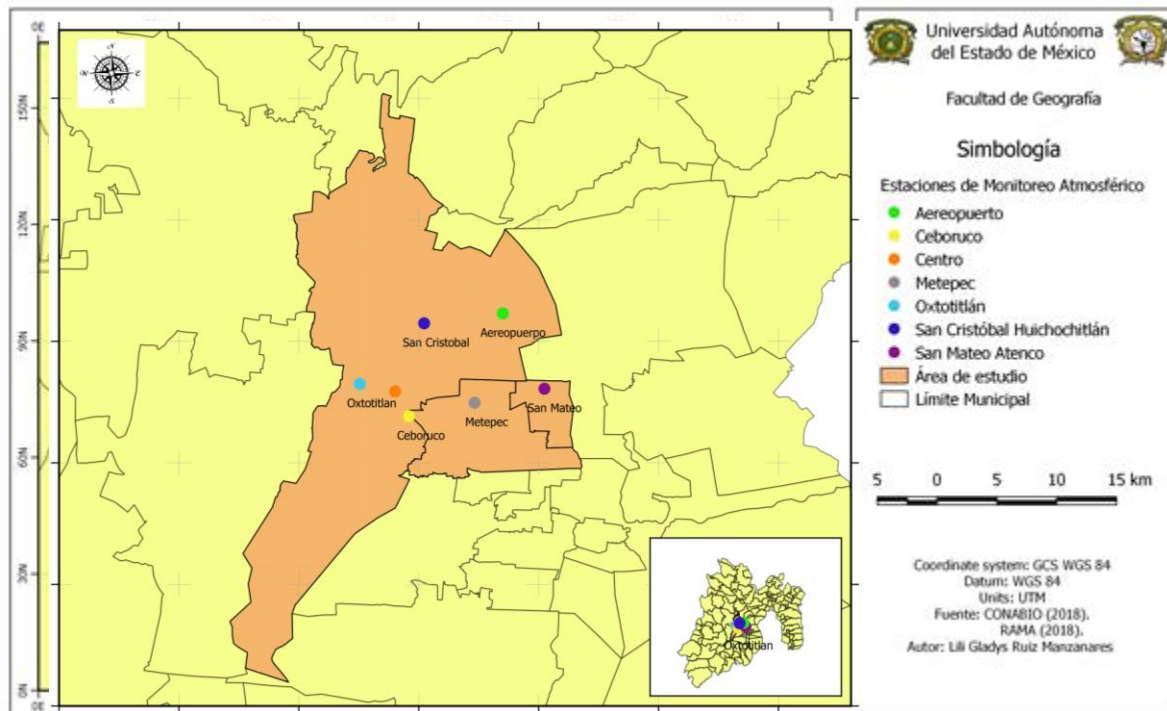 0E
150N
120N
90N
60N
30N
0N
0E
N
E
S
San Cristobal
Aereopuerpo
Oxtotitlan
Ceboruco
Metepec
San Mateo
Oxtotitlan
Universidad Autónoma
del Estado de México
Facultad de Geografía
Simbología
Estaciones de Monitoreo Atmosférico
Aereopuerto
Ceboruco
Centro
Metepec
Oxtotitlán
San Cristóbal Huichochitlán
San Mateo Atenco
Área de estudio
Límite Municipal
5 0 5 10 15 km
Coordinate system: GCS WGS 84
Datum: WGS 84
Units: UTM
Fuente: CONABIO (2018).
RAMA (2018).
Autor: Lili Gladys Ruiz Manzanares